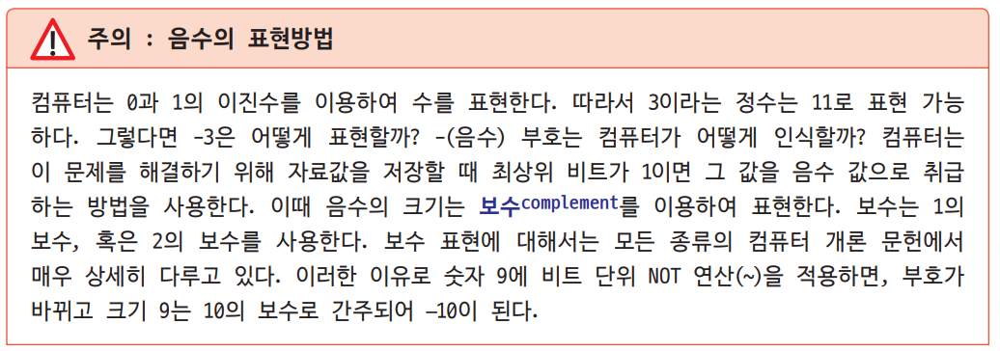 주의 : 음수의 표현방법
컴퓨터는 0과 1의 이진수를 이용하여 수를 표현한다. 따라서 3이라는 정수는 11로 표현 가능
하다. 그렇다면 -3은 어떻게 표현할까? -(음수) 부호는 컴퓨터가 어떻게 인식할까? 컴퓨터는
이 문제를 해결하기 위해 자료값을 저장할 때 최상위 비트가 1이면 그 값을 음수 값으로 취급
하는 방법을 사용한다. 이때 음수의 크기는 보수complement를 이용하여 표현한다. 보수는 1의
보수, 혹은 2의 보수를 사용한다. 보수 표현에 대해서는 모든 종류의 컴퓨터 개론 문헌에서
매우 상세히 다루고 있다. 이러한 이유로 숫자 9에 비트 단위 NOT 연산(~)을 적용하면, 부호가
바뀌고 크기 9는 10의 보수로 간주되어 –10이 된다.